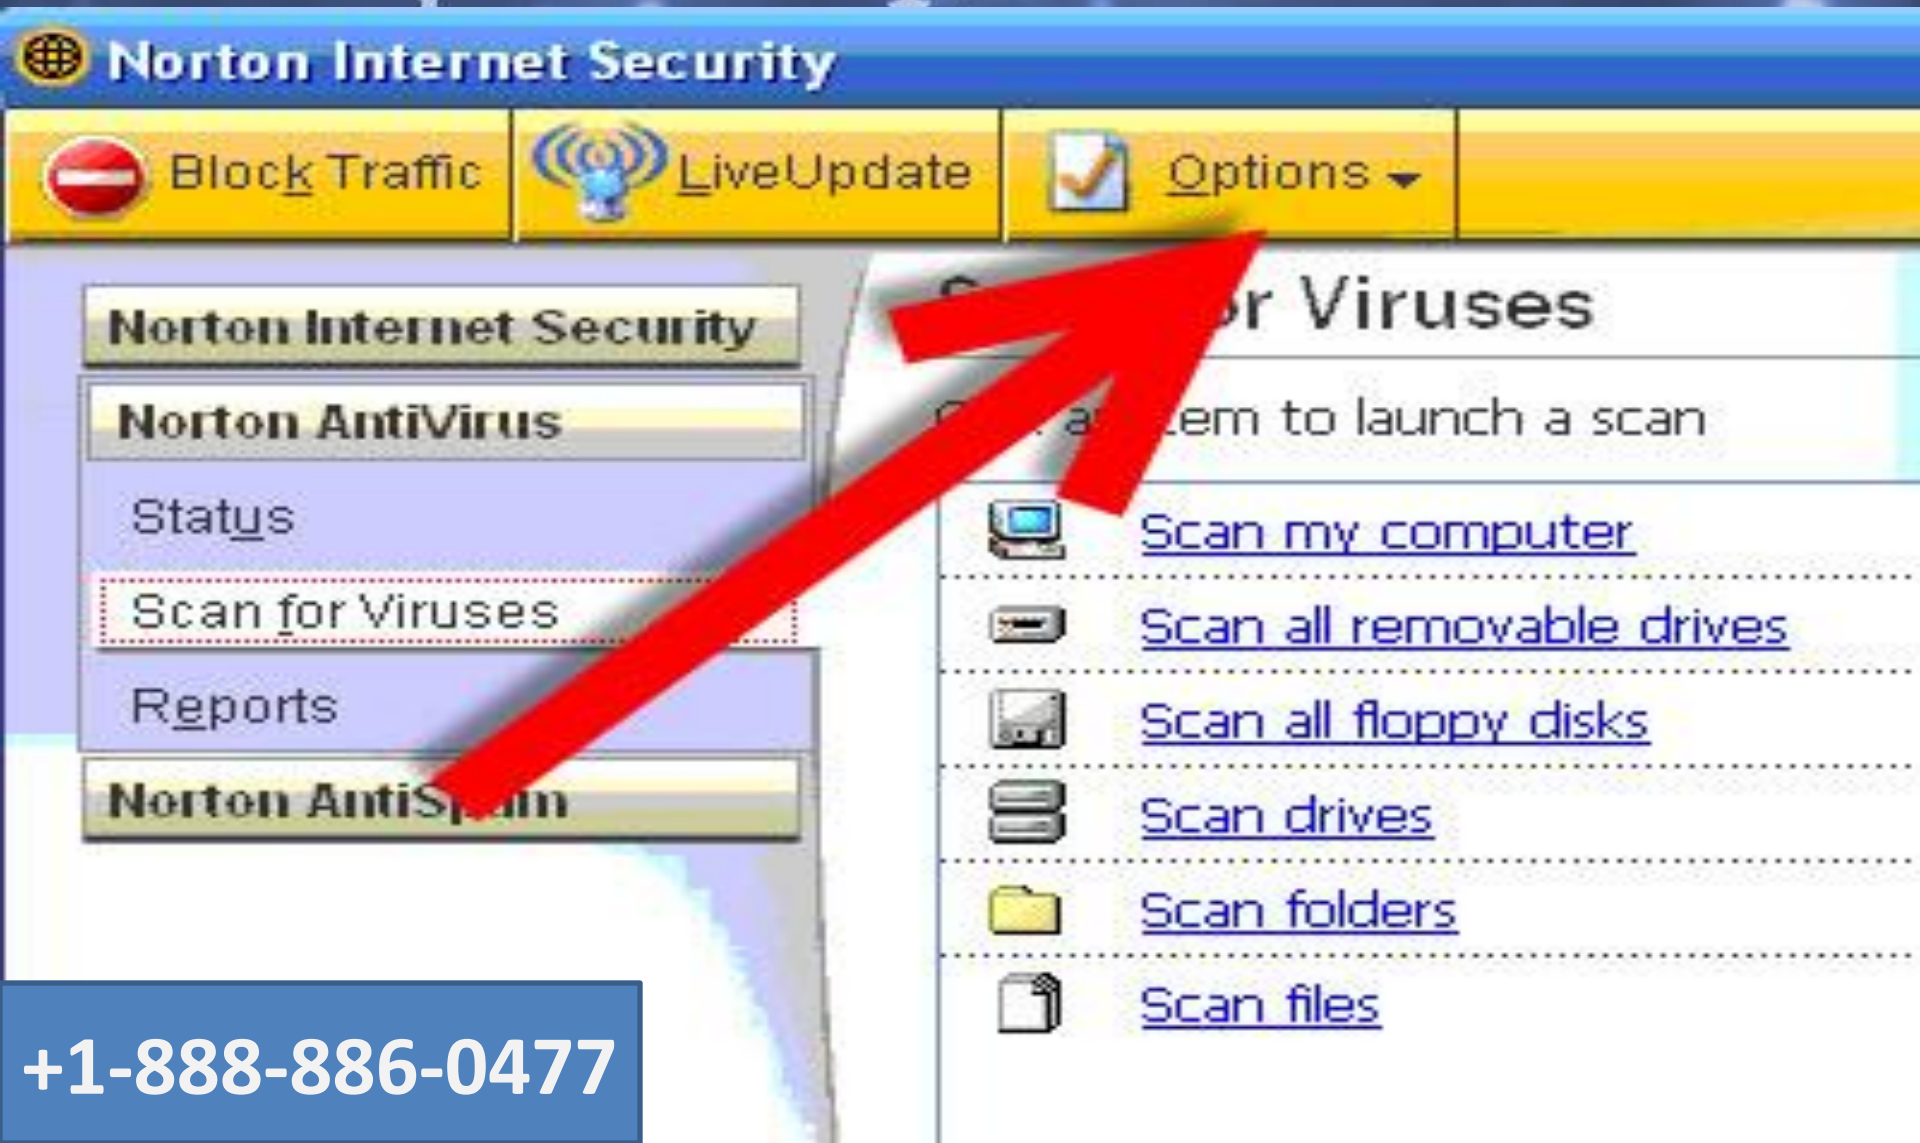 Norton Internet Security
Block Traffic
LiveUpdate
Options
Norton Internet Security
Norton AntiVirus
Status
Scan for Viruses
Reports
Norton AntiSpam
r Viruses
to launch a scan
Scan my computer
Scan all removable drives
Scan all floppy disks
Scan drives
Scan folders
Scan files
+1-888-886-0477